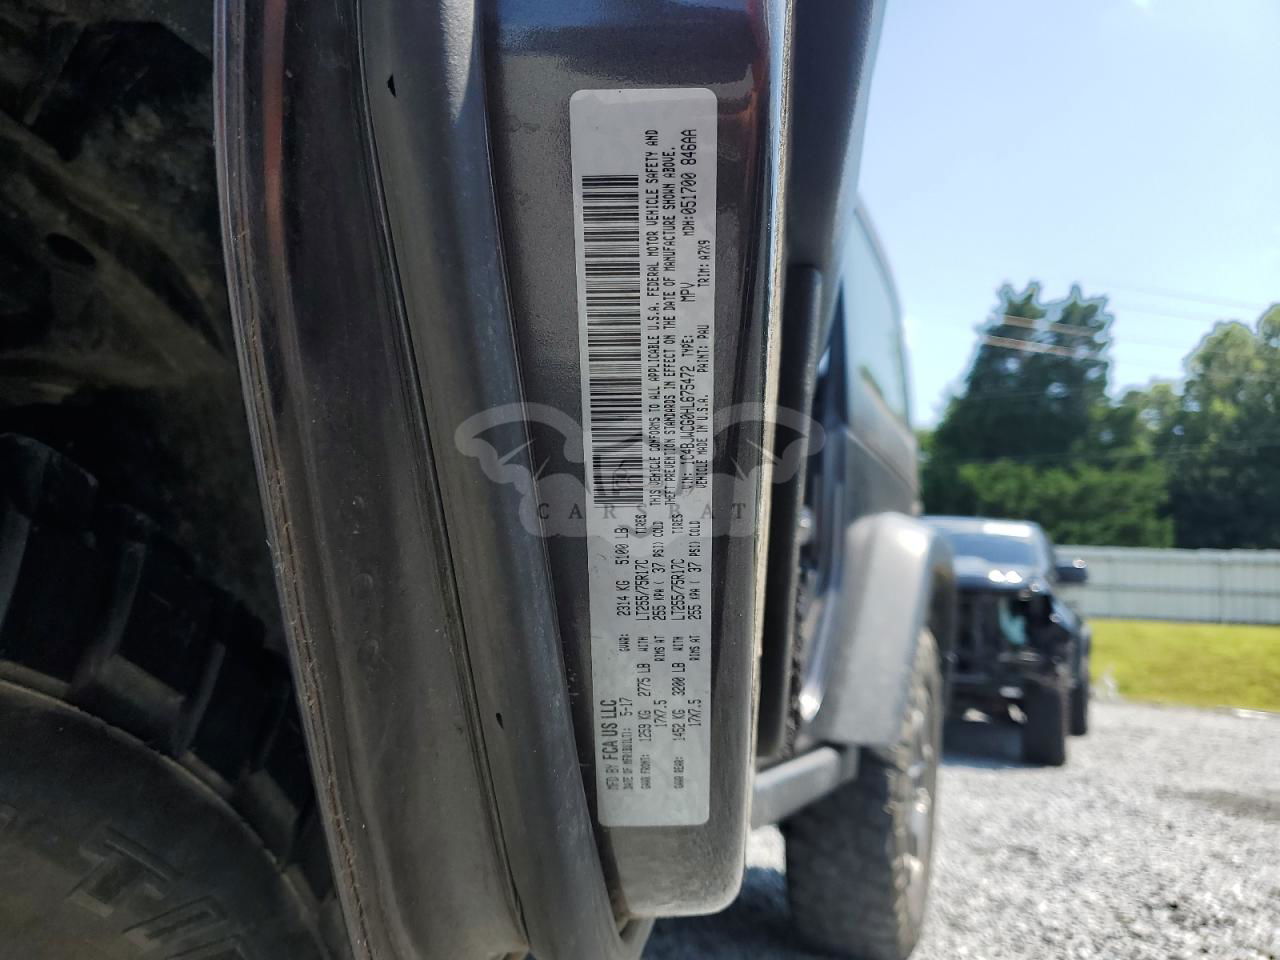 MFD BY FCA US LLC
DATE OF MFR(BUILT): 5-17 GVWR: 2314 KG 5100 LB
GAWR FRONT: 1259 KG 2775 LB WITH LT255/75R17C TIRES
17X7.5 RIMS AT 255 KPA ( 37 PSI) COLD
GAWR REAR: 1452 KG 3200 LB WITH LT255/75R17C TIRES
17X7.5 RIMS AT 255 KPA ( 37 PSI) COLD
THIS VEHICLE CONFORMS TO ALL APPLICABLE U.S.A. FEDERAL MOTOR VEHICLE SAFETY AND
THEFT PREVENTION STANDARDS IN EFFECT ON THE DATE OF MANUFACTURE SHOWN ABOVE.
VIN: 1C4BJWCG0HL675472 TYPE: MPV MDH:051700 846AA
VEHICLE MADE IN U.S.A. PAINT: PAU TRIM: A7X9
CARSBAT